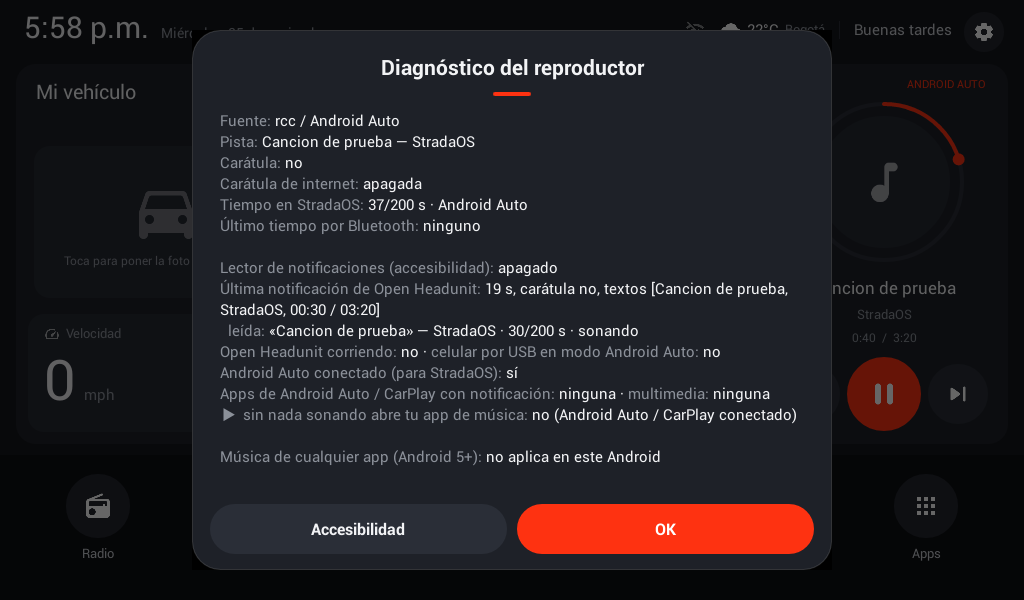 5:58 p.m.
22°C Bogotá
Buenas tardes
Mi vehículo
ANDROID AUTO
Diagnóstico del reproductor
Fuente: rcc / Android Auto
Pista: Cancion de prueba — StradaOS
Carátula: no
Carátula de internet: apagada
Tiempo en StradaOS: 37/200 s · Android Auto
Último tiempo por Bluetooth: ninguno
Lector de notificaciones (accesibilidad): apagado
Última notificación de Open Headunit: 19 s, carátula no, textos [Cancion de prueba,
StradaOS, 00:30 / 03:20]
leída: «Cancion de prueba» — StradaOS · 30/200 s · sonando
Open Headunit corriendo: no · celular por USB en modo Android Auto: no
Android Auto conectado (para StradaOS): sí
Apps de Android Auto / CarPlay con notificación: ninguna · multimedia: ninguna
▶ sin nada sonando abre tu app de música: no (Android Auto / CarPlay conectado)
Música de cualquier app (Android 5+): no aplica en este Android
Accesibilidad
OK
Toca para poner la foto
Velocidad
0 mph
ncion de prueba
StradaOS
0:40 / 3:20
Radio
Apps